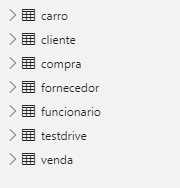 carro
cliente
compra
fornecedor
funcionario
testdrive
venda